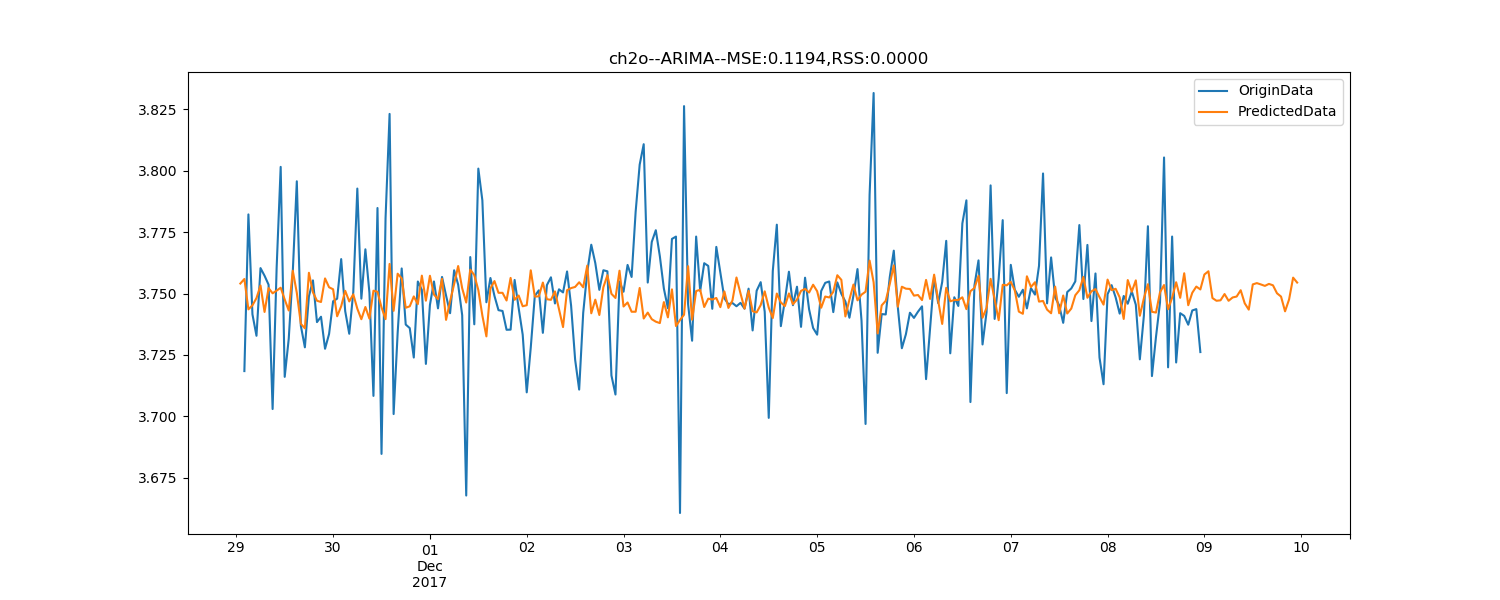 ch2o--ARIMA--MSE:0.1194,RSS:0.0000
OriginData
PredictedData
3.825
3.800
3.775
3.750
3.725
3.700
3.675
29 30 01 02 03 04 05 06 07 08 09 10
Dec
2017